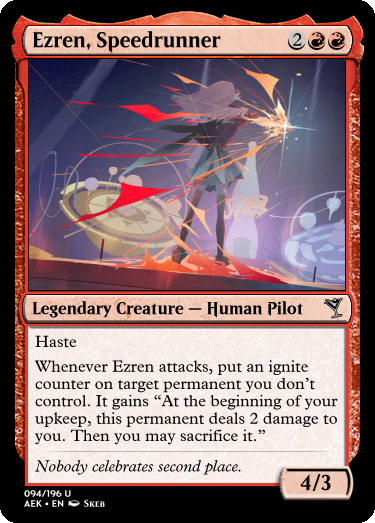 Ezren, Speedrunner 2
Legendary Creature — Human Pilot
Haste
Whenever Ezren attacks, put an ignite
counter on target permanent you don’t
control. It gains “At the beginning of your
upkeep, this permanent deals 2 damage to
you. Then you may sacrifice it.”
Nobody celebrates second place.
4/3
094/196 U
AEK • EN Skeb